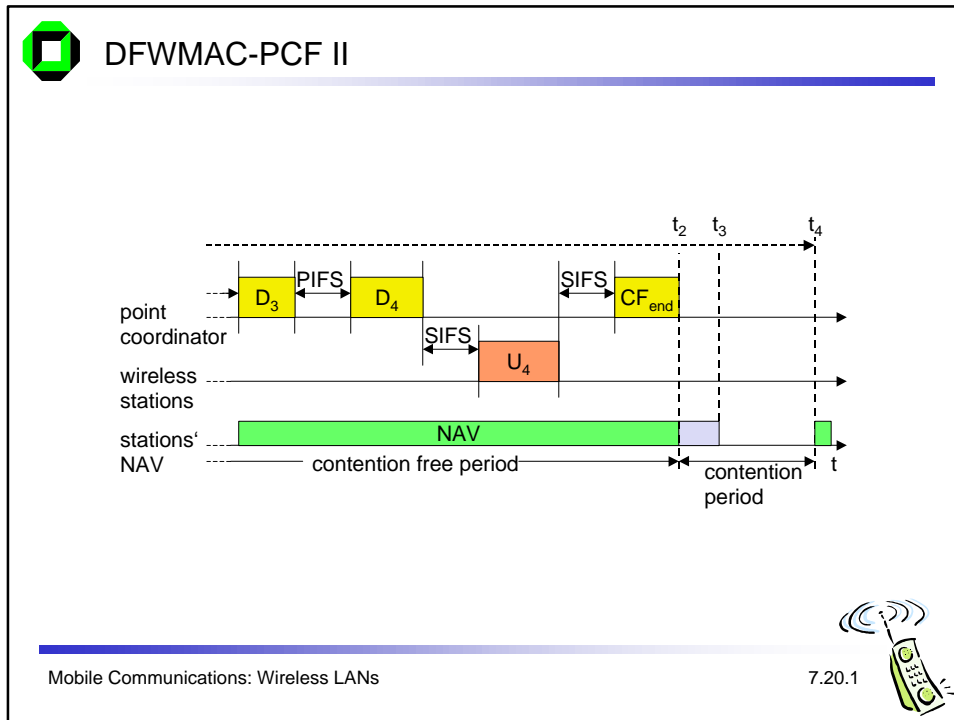 DFWMAC-PCF II
t2 t3 t4
PIFS SIFS
D3 D4 CFend
point
coordinator
SIFS
U4
wireless
stations
stations‘
NAV
NAV
contention free period
t
contention
period
Mobile Communications: Wireless LANs 7.20.1